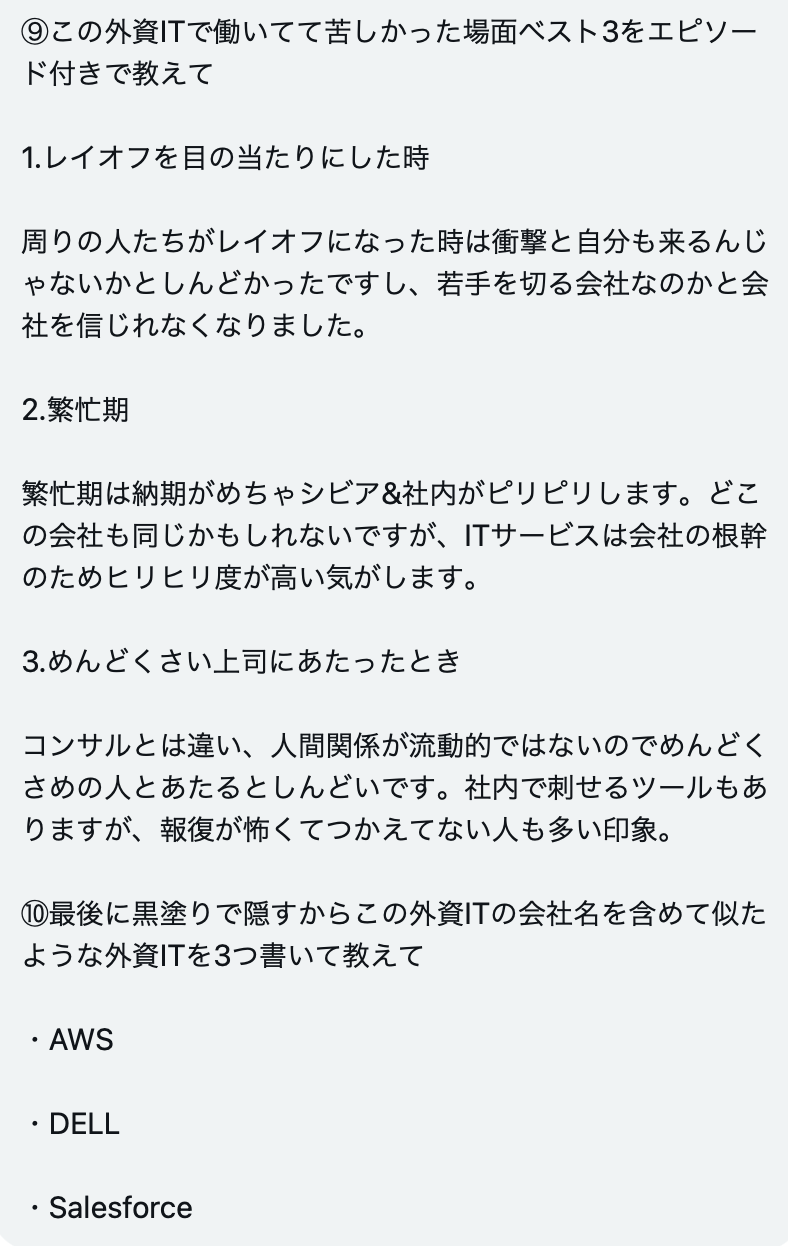 ⑨この外資ITで働いてて苦しかった場面ベスト3をエピソー
ド付きで教えて
1.レイオフを目の当たりにした時
周りの人たちがレイオフになった時は衝撃と自分も来るんじ
ゃないかとしんどかったですし、若手を切る会社なのかと会
社を信じれなくなりました。
2.繁忙期
繁忙期は納期がめちゃシビア&社内がピリピリします。どこ
の会社も同じかもしれないですが、ITサービスは会社の根幹
のためヒリヒリ度が高い気がします。
3.めんどくさい上司にあたったとき
コンサルとは違い、人間関係が流動的ではないのでめんどく
さめの人とあたるとしんどいです。社内で刺せるツールもあ
りますが、報復が怖くてつかえてない人も多い印象。
⑩最後に黒塗りで隠すからこの外資ITの会社名を含めて似た
ような外資ITを3つ書いて教えて
・AWS
・DELL
・Salesforce